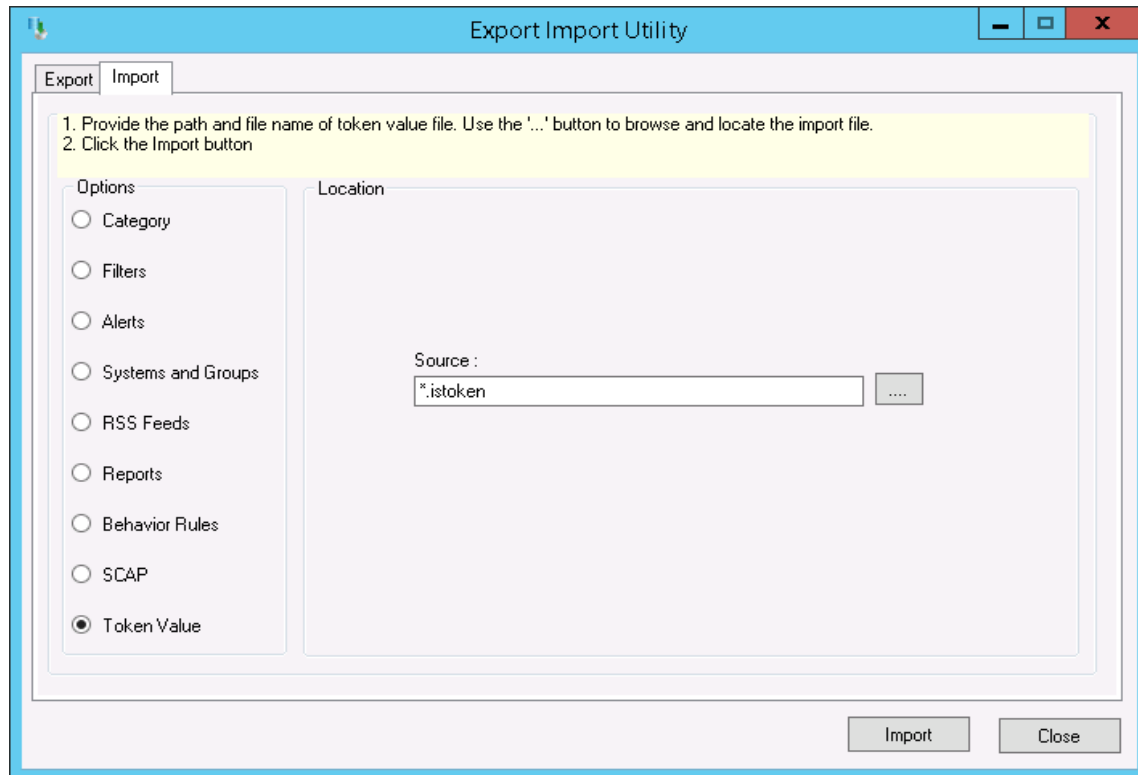 Export Import Utility
Export
Import
1. Provide the path and file name of token value file. Use the '...' button to browse and locate the import file.
2. Click the Import button
Options
Location
Category
Filters
Alerts
Systems and Groups
RSS Feeds
Reports
Behavior Rules
SCAP
Token Value
Source :
*.istoken
....
Import
Close